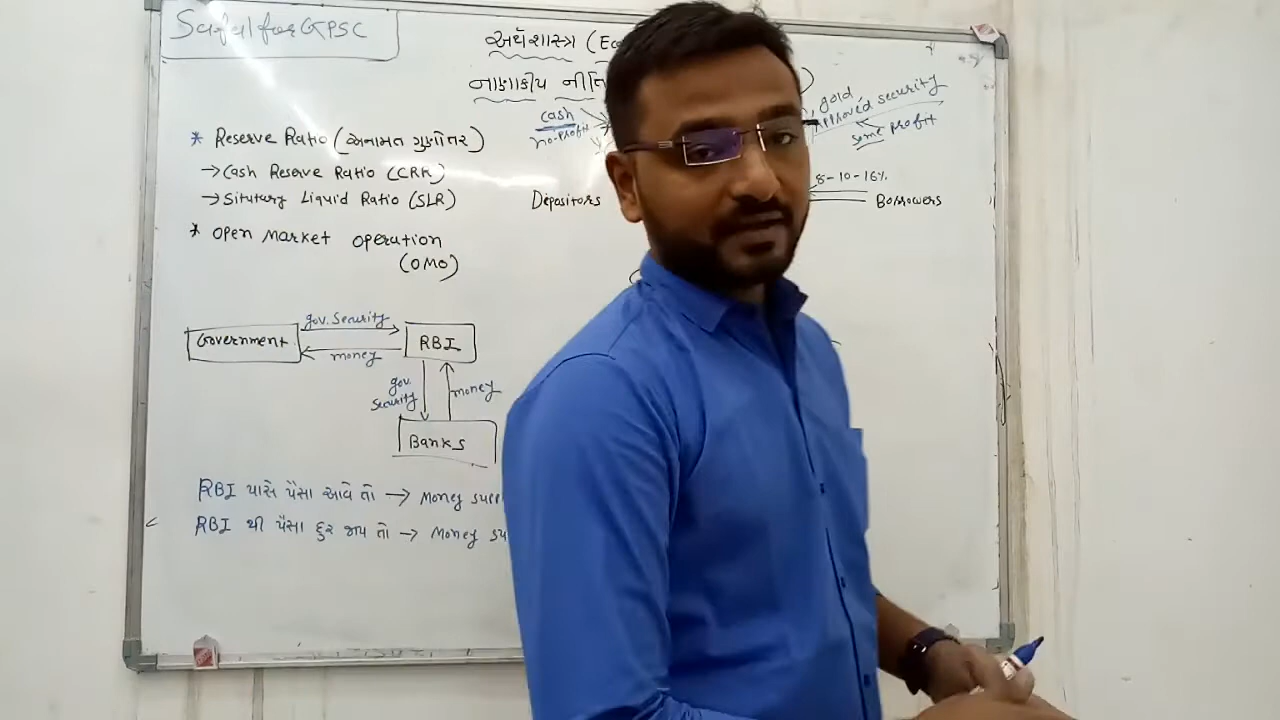 Safal for GPSC
અર્થશાસ્ત્ર (Ec
નાણાકીય નીતિ
cash
no-profit
gold
Approved security
some profit
* Reserve Ratio (અનામત ગુણોતર)
→ Cash Reserve Ratio (CRR)
→ Situtary Liquid Ratio (SLR)
* Open Market Operation
(OMO)
Depositors
8-10-16%
Borrowers
Government
gov. security
money
RBI
gov. security
money
Banks
RBI પાસે પૈસા આવે તો → Money supp
RBI થી પૈસા દુર જાય તો → Money su